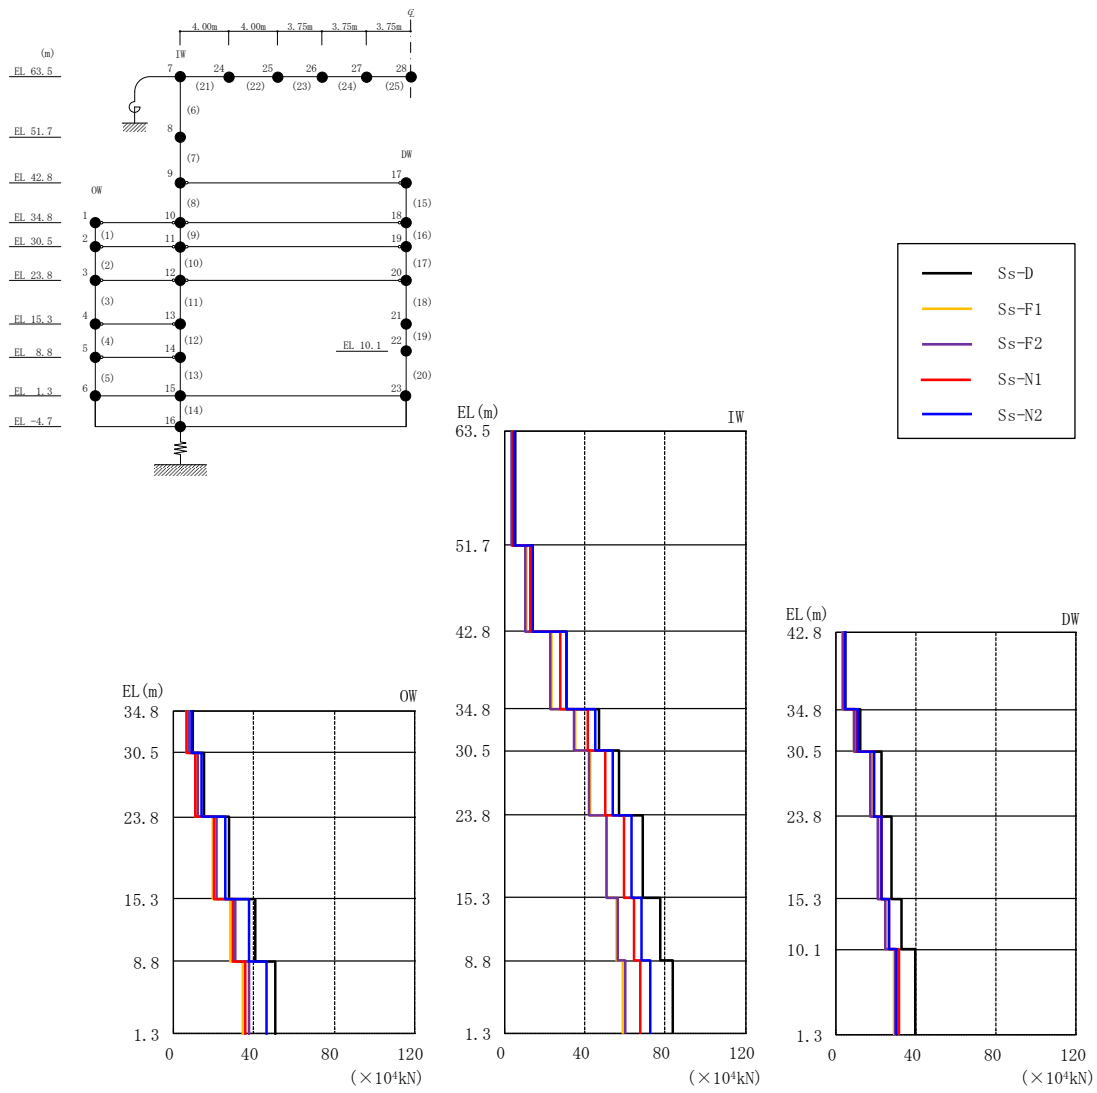 ℄
4.00m 4.00m 3.75m 3.75m 3.75m
(m)
IW
EL 63.5 7 24 25 26 27 28
(21) (22) (23) (24) (25)
(6)
EL 51.7 8
(7)
DW
EL 42.8 9 17
OW
(8) (15)
EL 34.8 1 10 18
(1) (9) (16)
EL 30.5 2 11 19
(2) (10) (17)
EL 23.8 3 12 20
(3) (11) (18)
EL 15.3 4 13 21
(4) (12) (19)
EL 10.1 22
EL 8.8 5 14
(5) (13) (20)
EL 1.3 6 15 23
(14)
EL -4.7 16
Ss-D
Ss-F1
Ss-F2
Ss-N1
Ss-N2
EL(m) OW
34.8
30.5
23.8
15.3
8.8
1.3
0 40 80 120
(×10⁴kN)
EL(m) IW
63.5
51.7
42.8
34.8
30.5
23.8
15.3
8.8
1.3
0 40 80 120
(×10⁴kN)
EL(m) DW
42.8
34.8
30.5
23.8
15.3
10.1
1.3
0 40 80 120
(×10⁴kN)